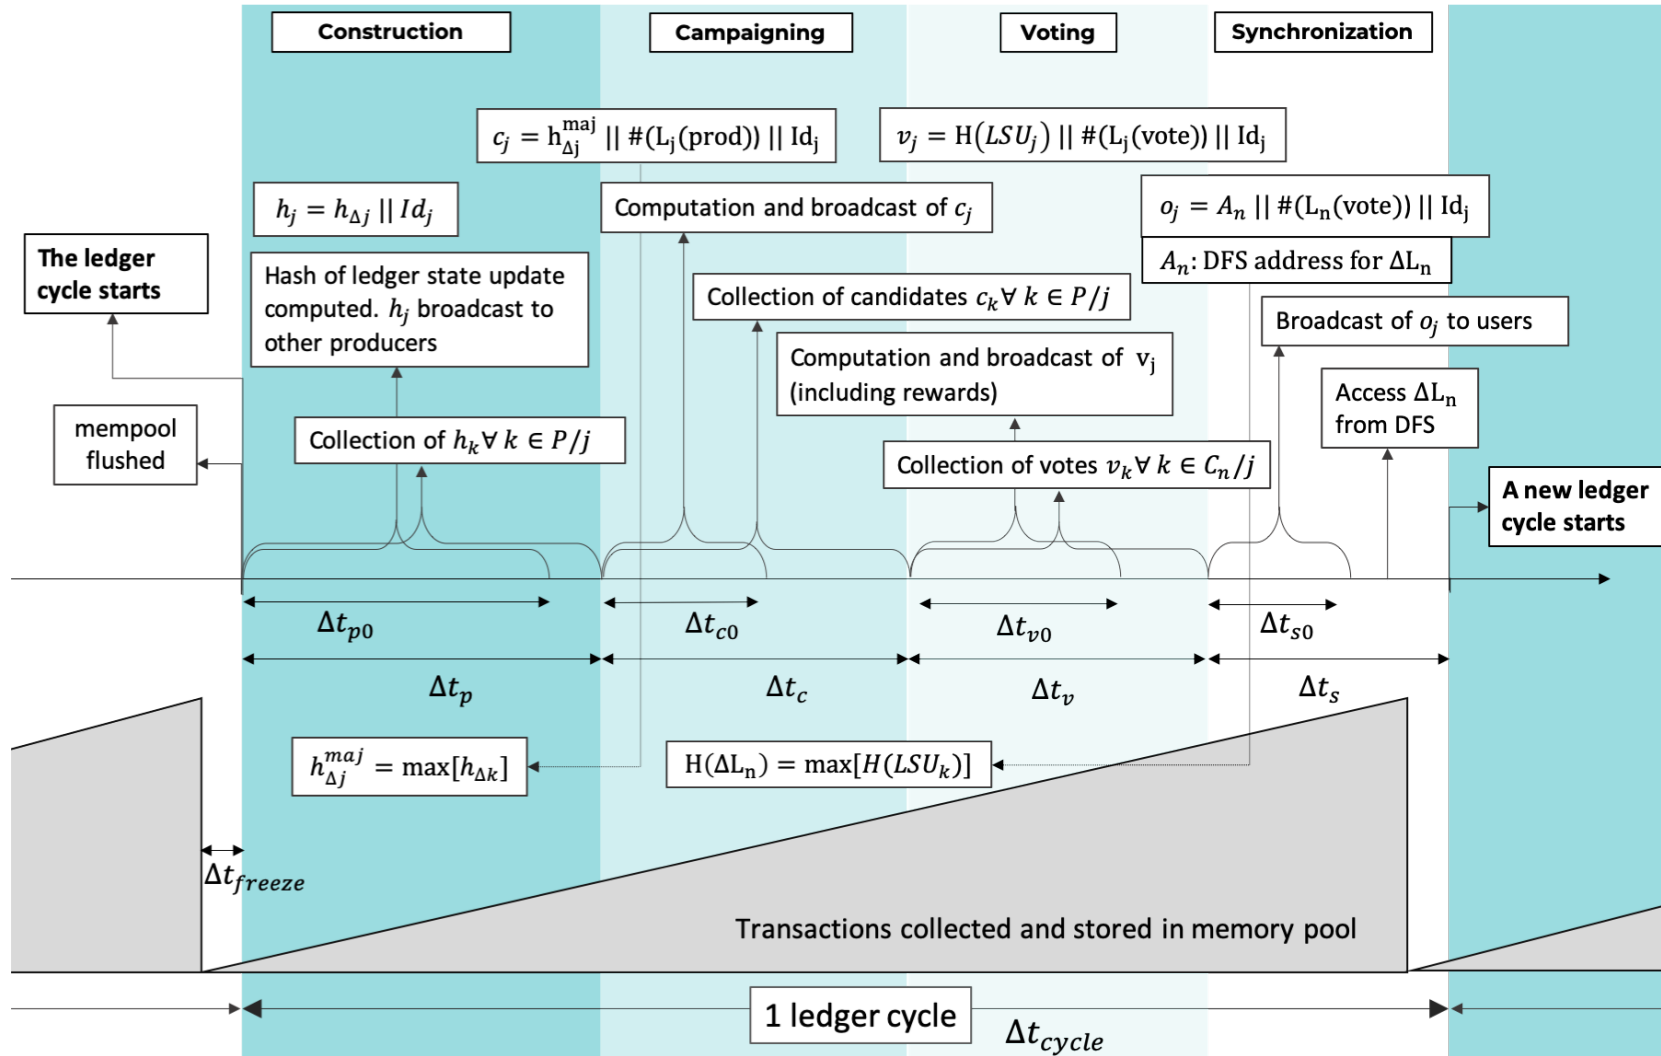 Construction
Campaigning
Voting
Synchronization
c_j = h_Δj^maj || #(L_j(prod)) || Id_j
v_j = H(LSU_j) || #(L_j(vote)) || Id_j
h_j = h_Δj || Id_j
Computation and broadcast of c_j
o_j = A_n || #(L_n(vote)) || Id_j
A_n: DFS address for ΔL_n
The ledger
cycle starts
Hash of ledger state update
computed. h_j broadcast to
other producers
Collection of candidates c_k ∀ k ∈ P/j
Broadcast of o_j to users
Computation and broadcast of v_j
(including rewards)
Access ΔL_n
from DFS
mempool
flushed
Collection of h_k ∀ k ∈ P/j
Collection of votes v_k ∀ k ∈ C_n/j
A new ledger
cycle starts
Δt_p0
Δt_c0
Δt_v0
Δt_s0
Δt_p
Δt_c
Δt_v
Δt_s
h_Δj^maj = max[h_Δk]
H(ΔL_n) = max[H(LSU_k)]
Δt_freeze
Transactions collected and stored in memory pool
1 ledger cycle
Δt_cycle